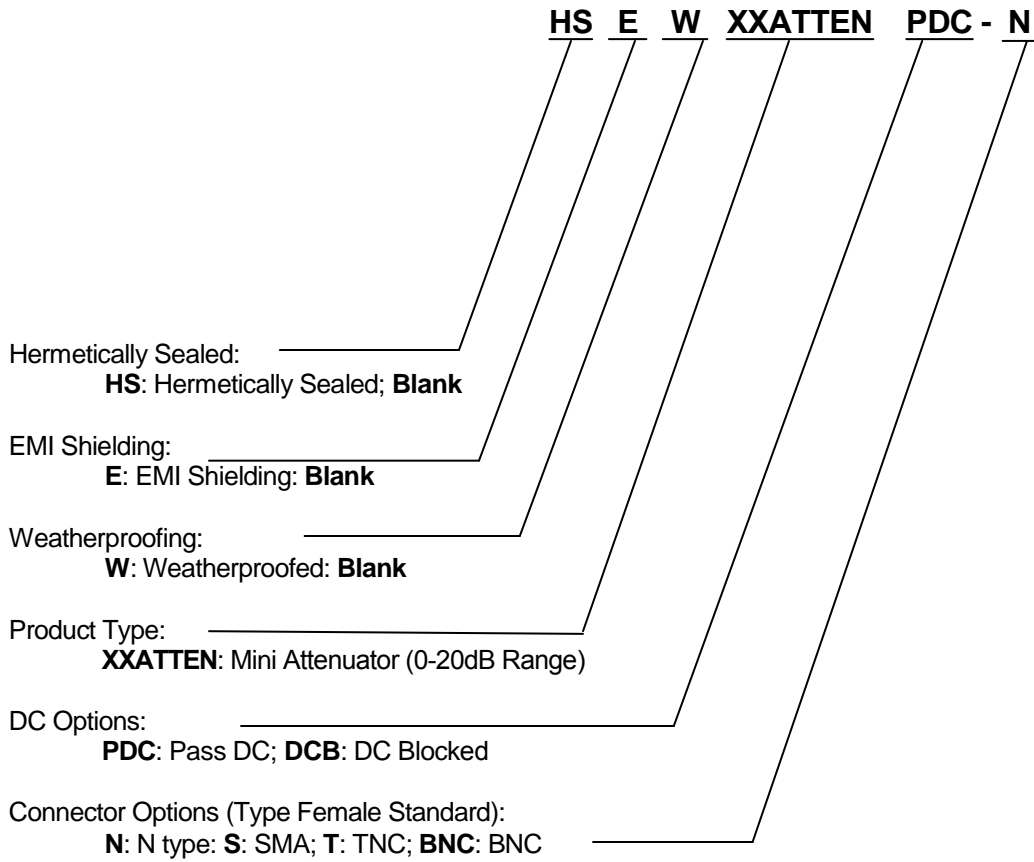 HS E W XXATTEN PDC - N
Hermetically Sealed:
HS: Hermetically Sealed; Blank
EMI Shielding:
E: EMI Shielding: Blank
Weatherproofing:
W: Weatherproofed: Blank
Product Type:
XXATTEN: Mini Attenuator (0-20dB Range)
DC Options:
PDC: Pass DC; DCB: DC Blocked
Connector Options (Type Female Standard):
N: N type: S: SMA; T: TNC; BNC: BNC